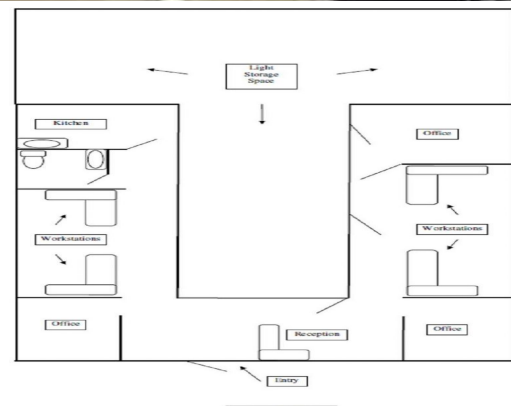 Light
Storage
Space
Kitchen
Office
Workstations
Workstations
Office
Reception
Office
Entry